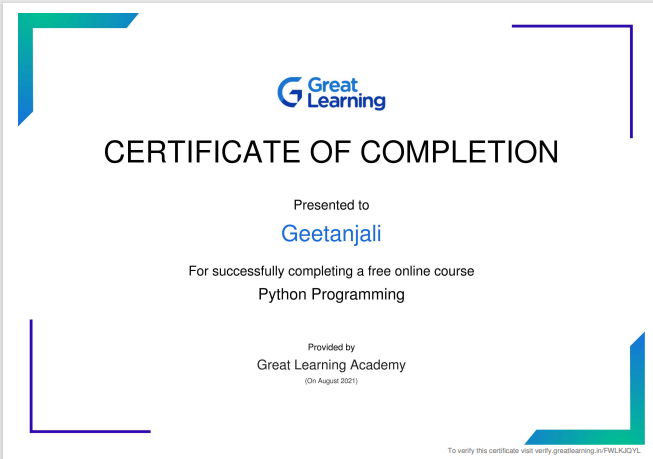 Great
Learning
CERTIFICATE OF COMPLETION
Presented to
Geetanjali
For successfully completing a free online course
Python Programming
Provided by
Great Learning Academy
(On August 2021)
To verify this certificate visit verify.greatlearning.in/FWLKJQYL